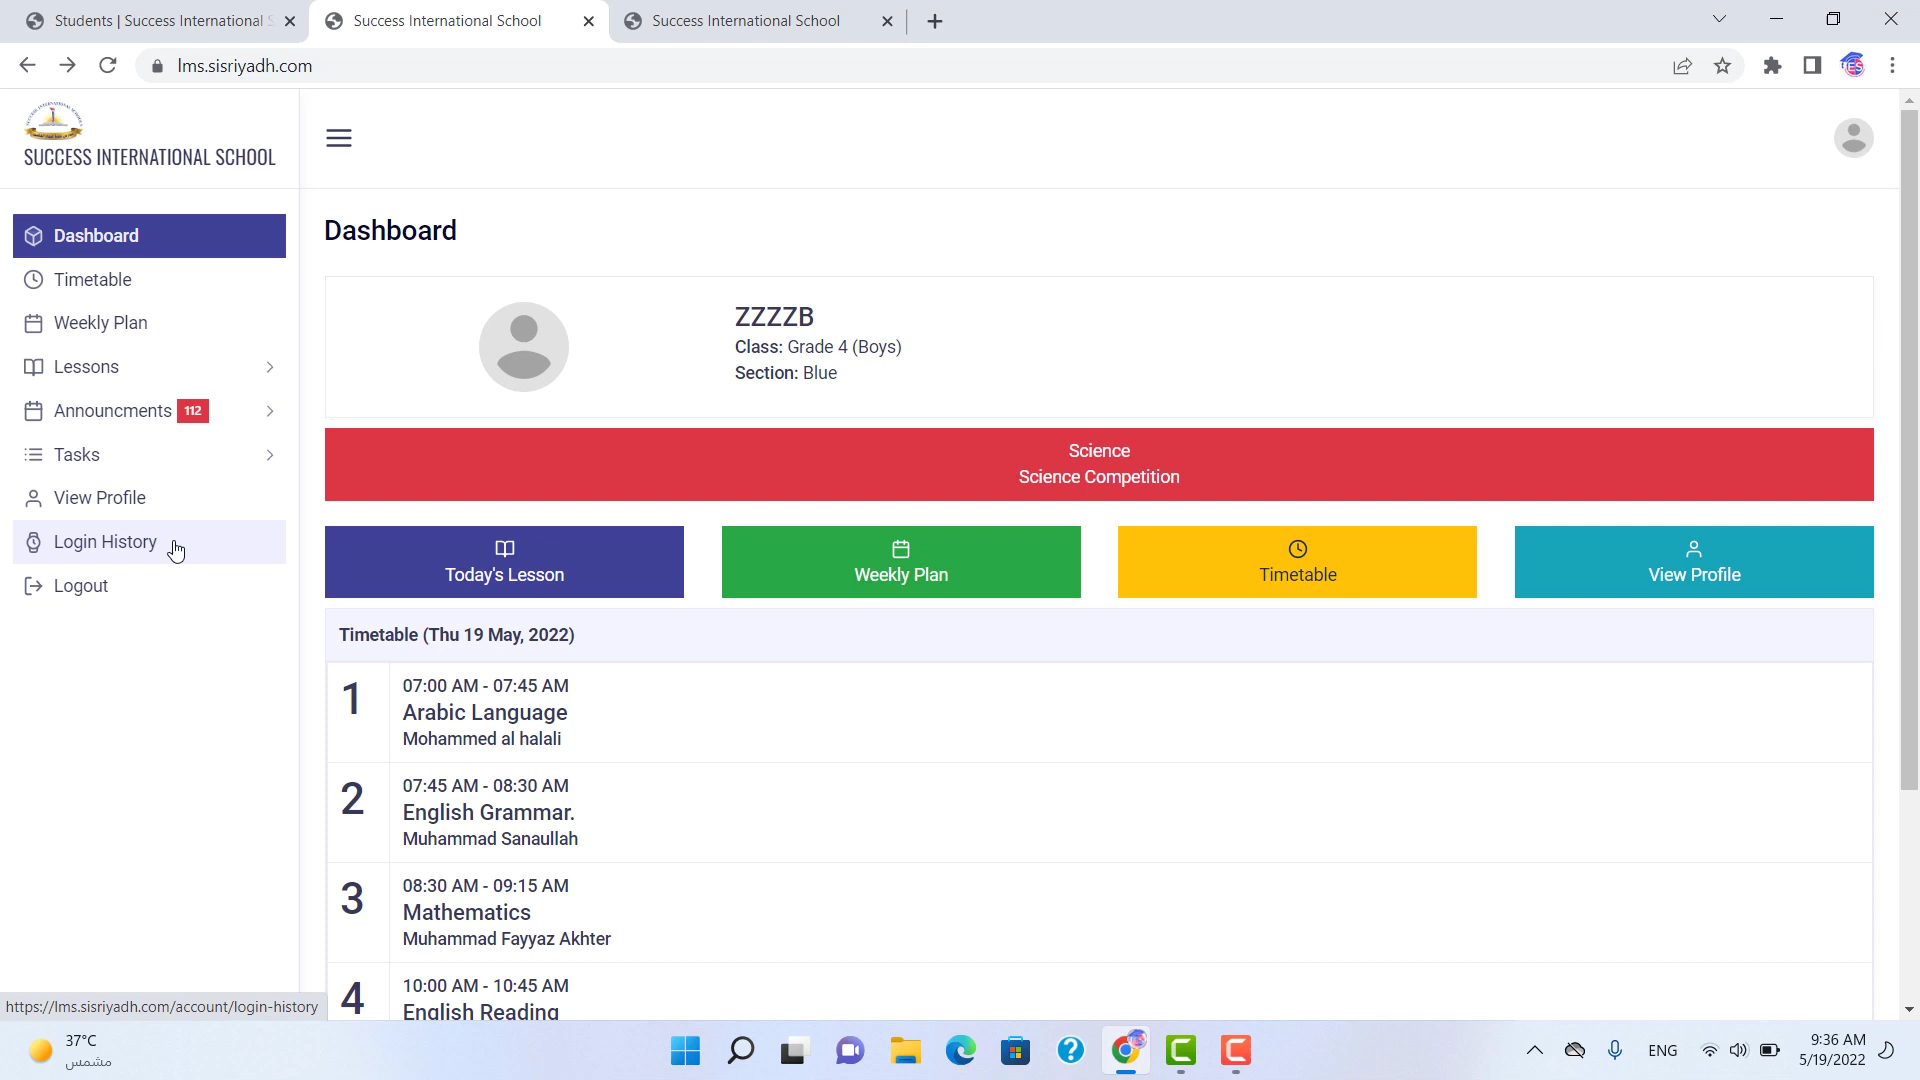 Students | Success International S
Success International School
Success International School
lms.sisriyadh.com
SUCCESS INTERNATIONAL SCHOOL
Dashboard
Timetable
Weekly Plan
Lessons
Announcments 112
Tasks
View Profile
Login History
Logout
Dashboard
ZZZZB
Class: Grade 4 (Boys)
Section: Blue
Science
Science Competition
Today's Lesson
Weekly Plan
Timetable
View Profile
Timetable (Thu 19 May, 2022)
1
07:00 AM - 07:45 AM
Arabic Language
Mohammed al halali
2
07:45 AM - 08:30 AM
English Grammar.
Muhammad Sanaullah
3
08:30 AM - 09:15 AM
Mathematics
Muhammad Fayyaz Akhter
4
10:00 AM - 10:45 AM
English Reading
https://lms.sisriyadh.com/account/login-history
37°C
مشمس
ENG
9:36 AM
5/19/2022